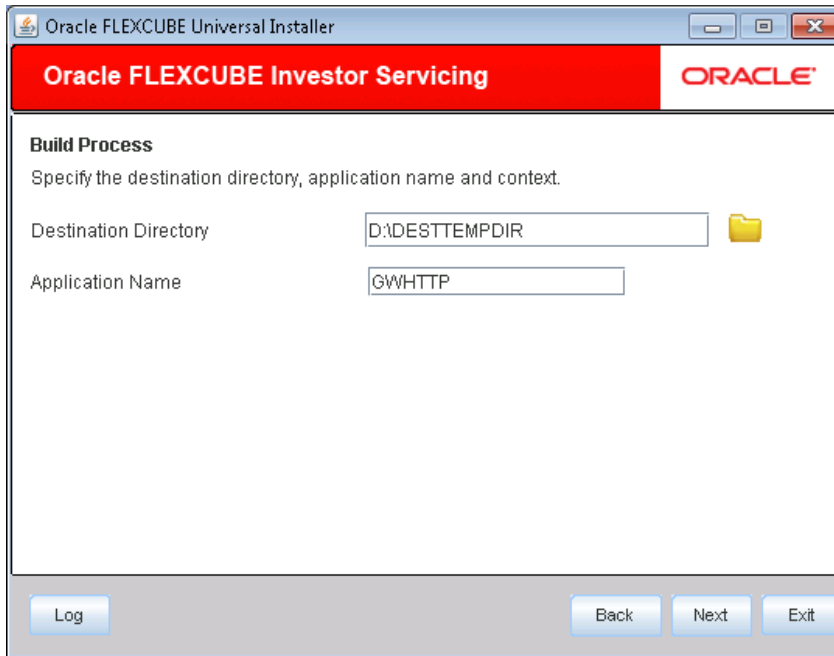 Oracle FLEXCUBE Universal Installer
Oracle FLEXCUBE Investor Servicing
ORACLE
Build Process
Specify the destination directory, application name and context.
Destination Directory D:\DESTTEMPDIR
Application Name GWHTTP
Log Back Next Exit